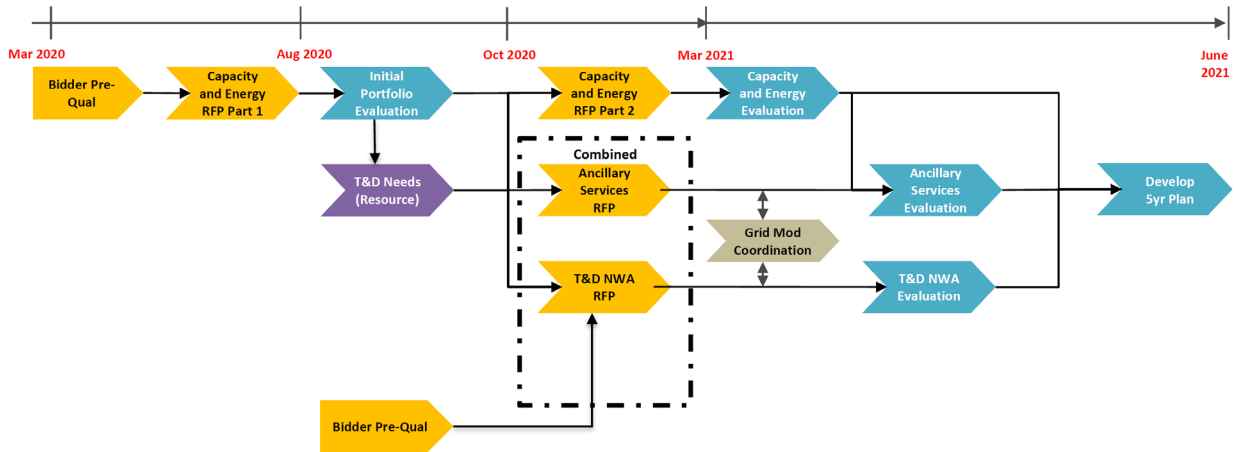 Mar 2020
Aug 2020
Oct 2020
Mar 2021
June
2021
Bidder Pre-
Qual
Capacity
and Energy
RFP Part 1
Initial
Portfolio
Evaluation
Capacity
and Energy
RFP Part 2
Capacity
and Energy
Evaluation
T&D Needs
(Resource)
Combined
Ancillary
Services
RFP
Ancillary
Services
Evaluation
Develop
5yr Plan
Grid Mod
Coordination
T&D NWA
RFP
T&D NWA
Evaluation
Bidder Pre-Qual